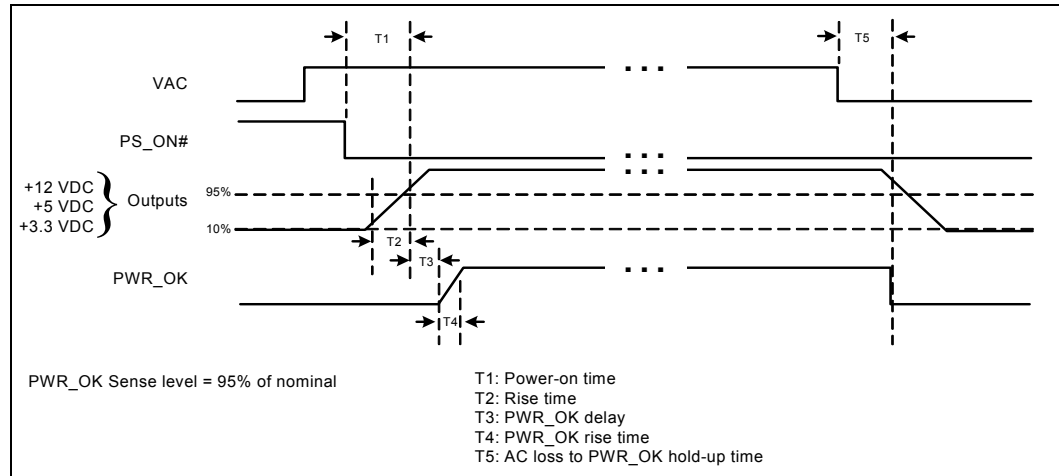 T1
T5
VAC
PS_ON#
+12 VDC
+5 VDC
+3.3 VDC
Outputs
95%
10%
T2
T3
PWR_OK
T4
PWR_OK Sense level = 95% of nominal
T1: Power-on time
T2: Rise time
T3: PWR_OK delay
T4: PWR_OK rise time
T5: AC loss to PWR_OK hold-up time